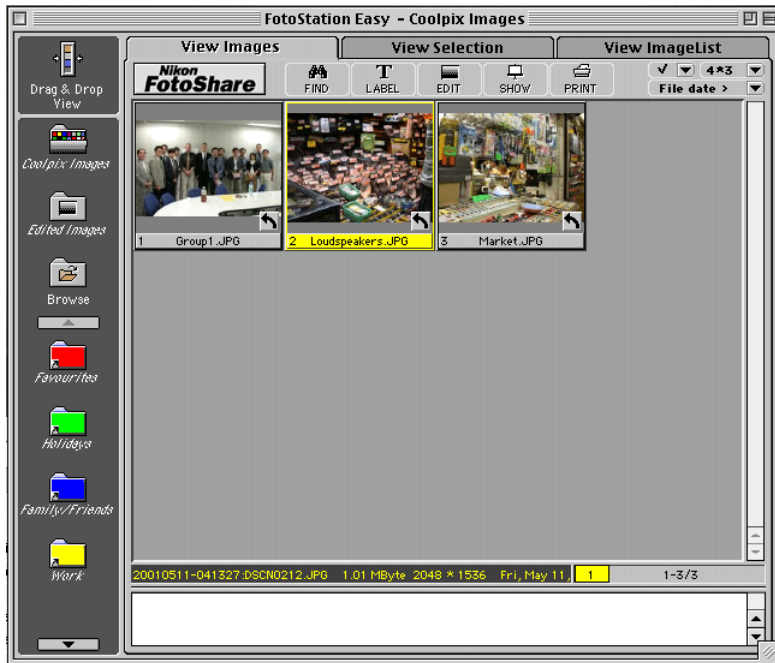 FotoStation Easy - Coolpix Images
View Images
View Selection
View ImageList
Drag & Drop
View
Nikon
FotoShare
FIND
LABEL
EDIT
SHOW
PRINT
4*3
File date >
Coolpix Images
Edited Images
Browse
Favourites
Holidays
Family/Friends
Work
1 Group1.JPG
2 Loudspeakers.JPG
3 Market.JPG
20010511-041327:DSCN0212.JPG 1.01 MByte 2048 * 1536 Fri, May 11,
1
1-3/3